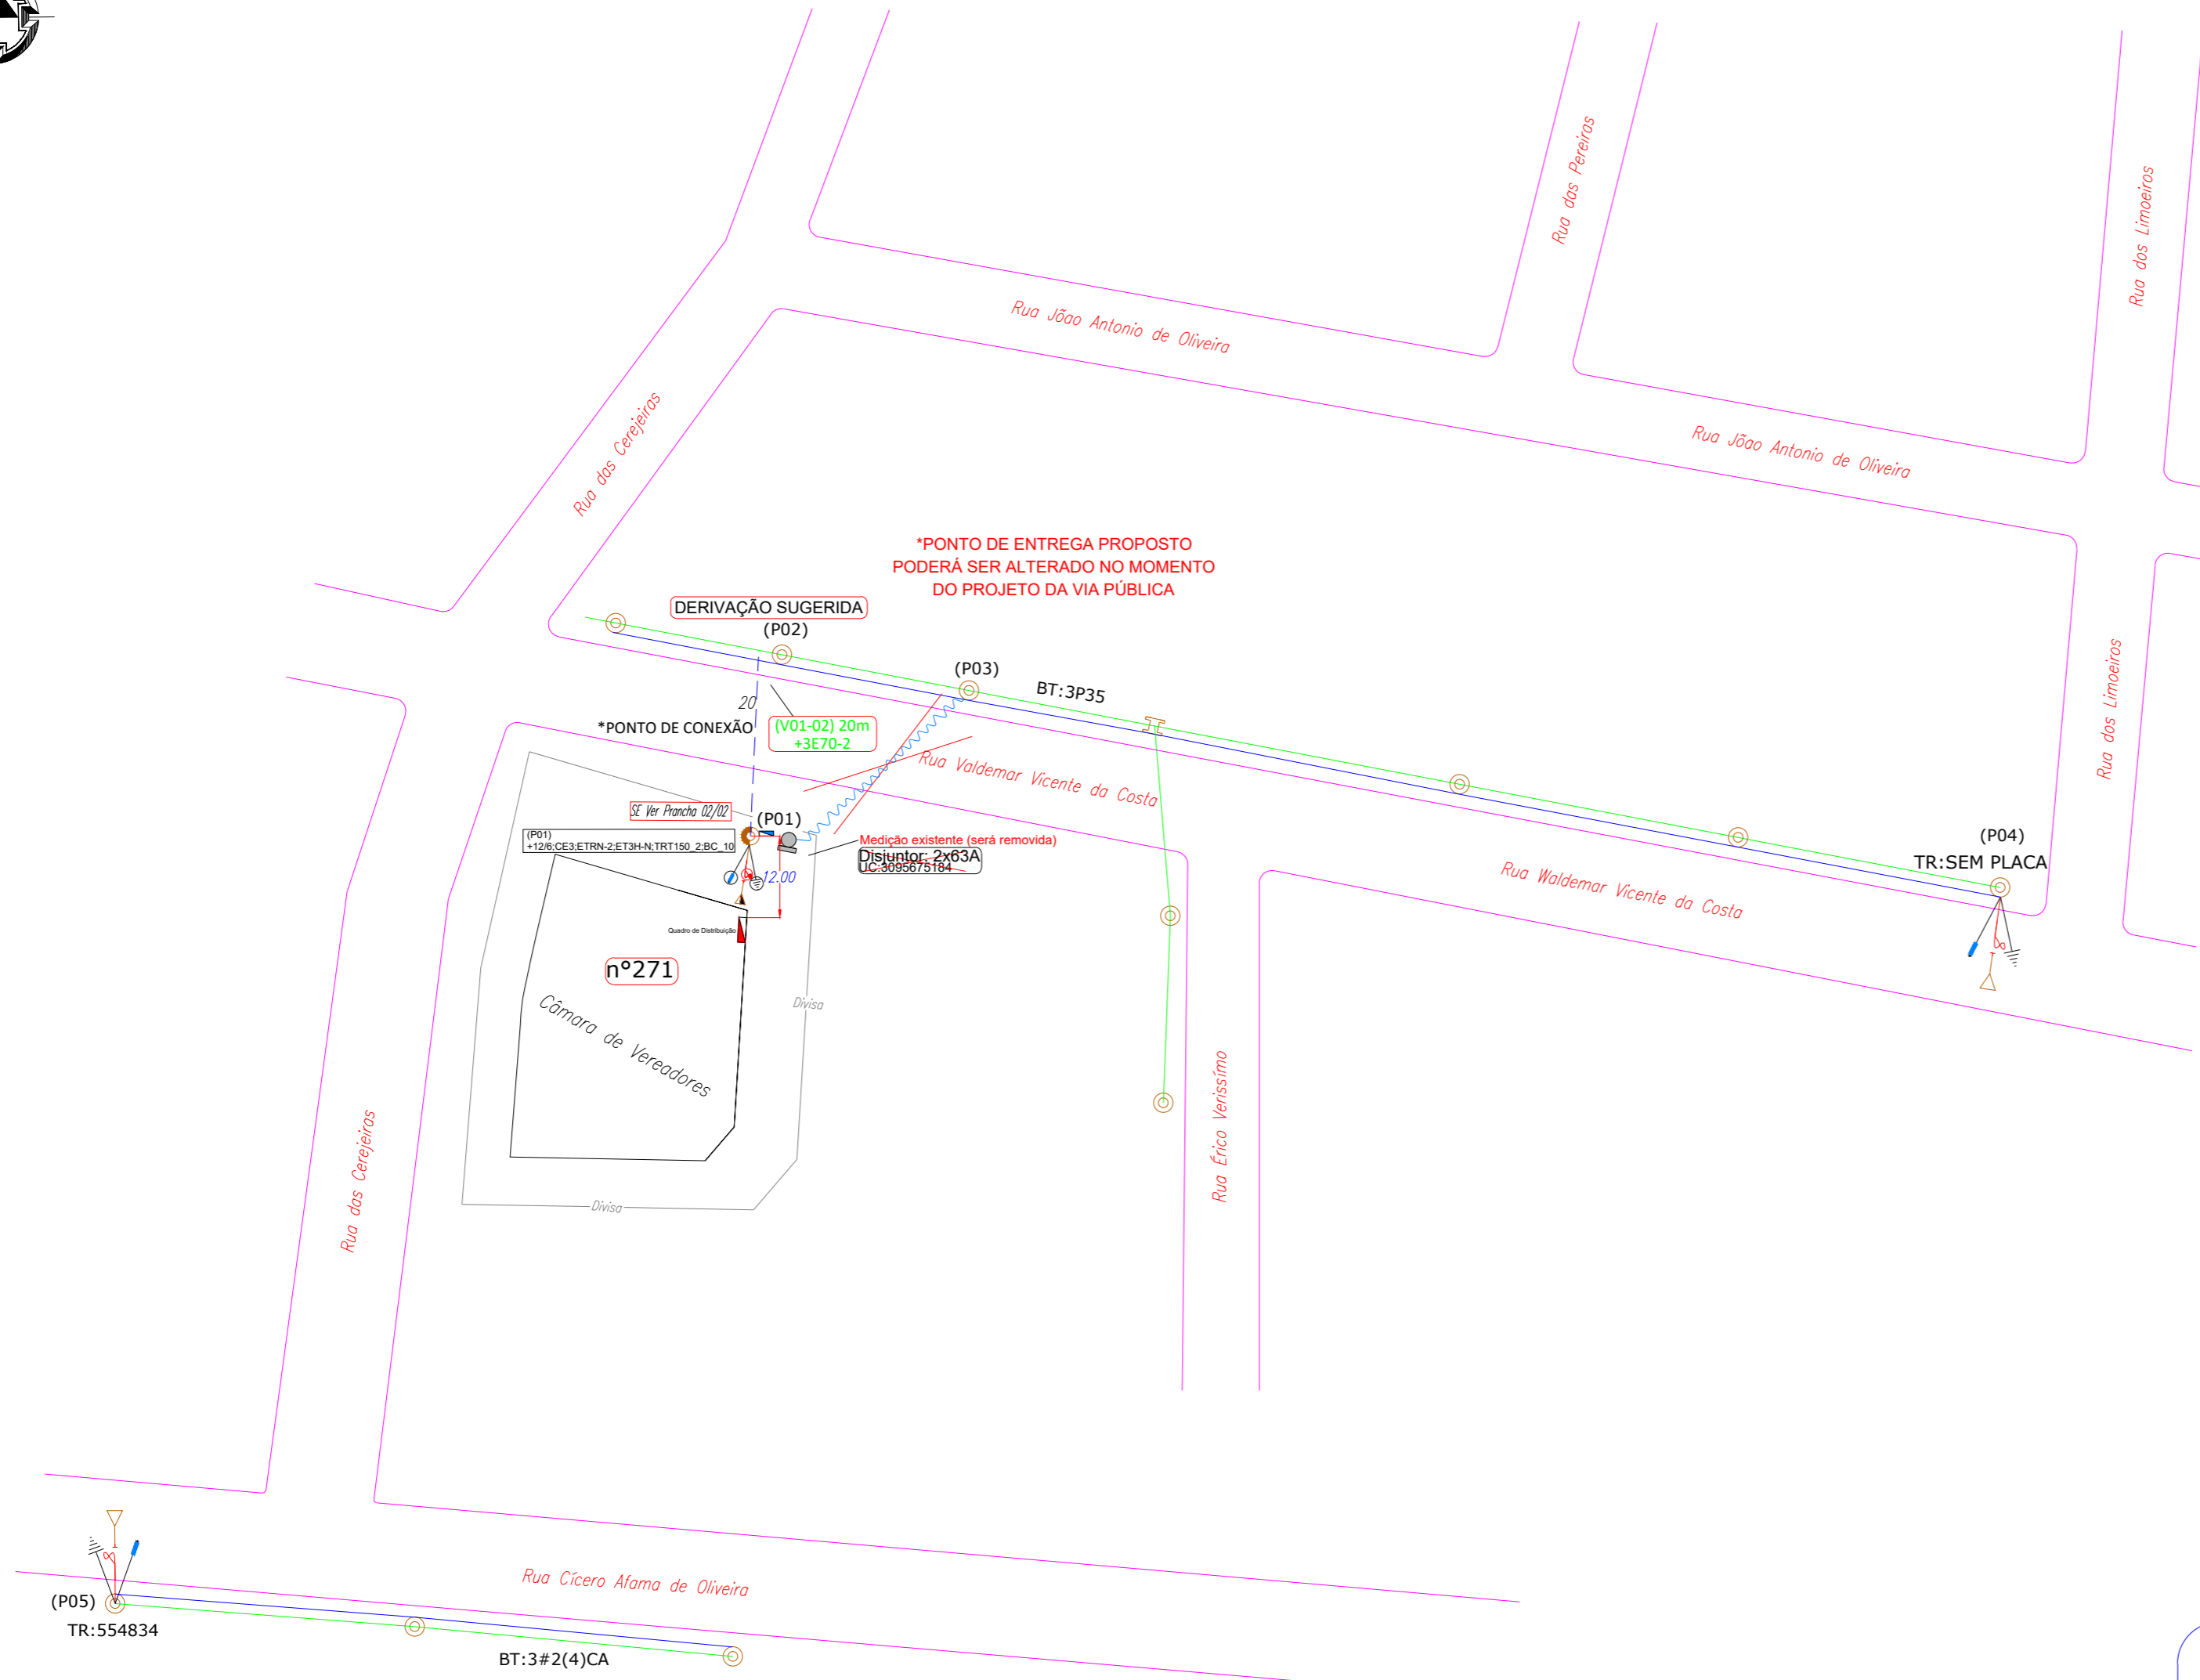 Rua das Pereiras
Rua dos Limoeiros
Rua Jõao Antonio de Oliveira
Rua das Cerejeiras
Rua Jõao Antonio de Oliveira
*PONTO DE ENTREGA PROPOSTO
PODERÁ SER ALTERADO NO MOMENTO
DO PROJETO DA VIA PÚBLICA
DERIVAÇÃO SUGERIDA
(P02)
(P03)
BT:3P35
Rua dos Limoeiros
20
*PONTO DE CONEXÃO
(V01-02) 20m
+3E70-2
Rua Valdemar Vicente da Costa
SE Ver Prancha 02/02
(P01)
(P01)
+12/6;CE3;ETRN-2;ET3H-N;TRT150_2;BC_10
Medição existente (será removida)
Disjuntor: 2x63A
UC:3095675184
12.00
(P04)
TR:SEM PLACA
Rua Waldemar Vicente da Costa
Quadro de Distribuição
n°271
Câmara de Vereadores
Divisa
Rua Érico Verissímo
Rua das Cerejeiras
Divisa
Rua Cícero Afama de Oliveira
(P05)
TR:554834
BT:3#2(4)CA